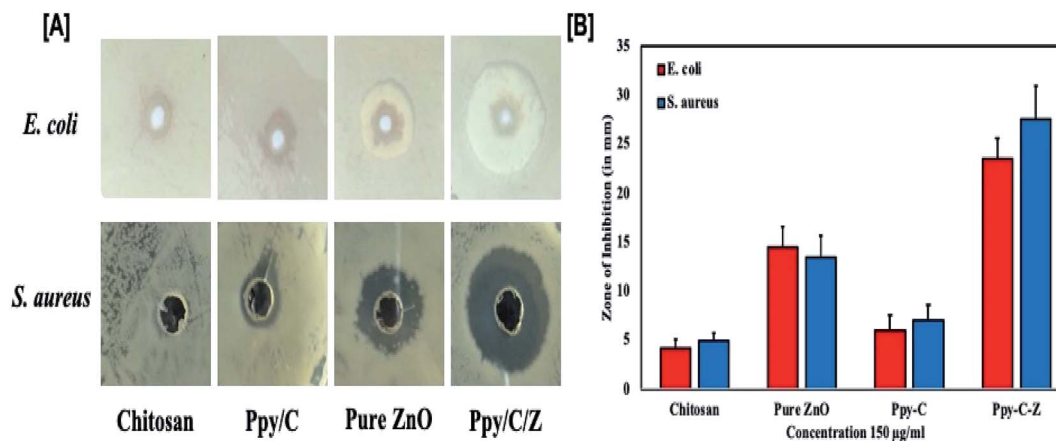 [A]
E. coli
S. aureus
Chitosan Ppy/C Pure ZnO Ppy/C/Z
[B]
35
30
25
20
15
10
5
0
Zone of Inhibition (in mm)
E. coli
S. aureus
Chitosan Pure ZnO Ppy-C Ppy-C-Z
Concentration 150 µg/ml